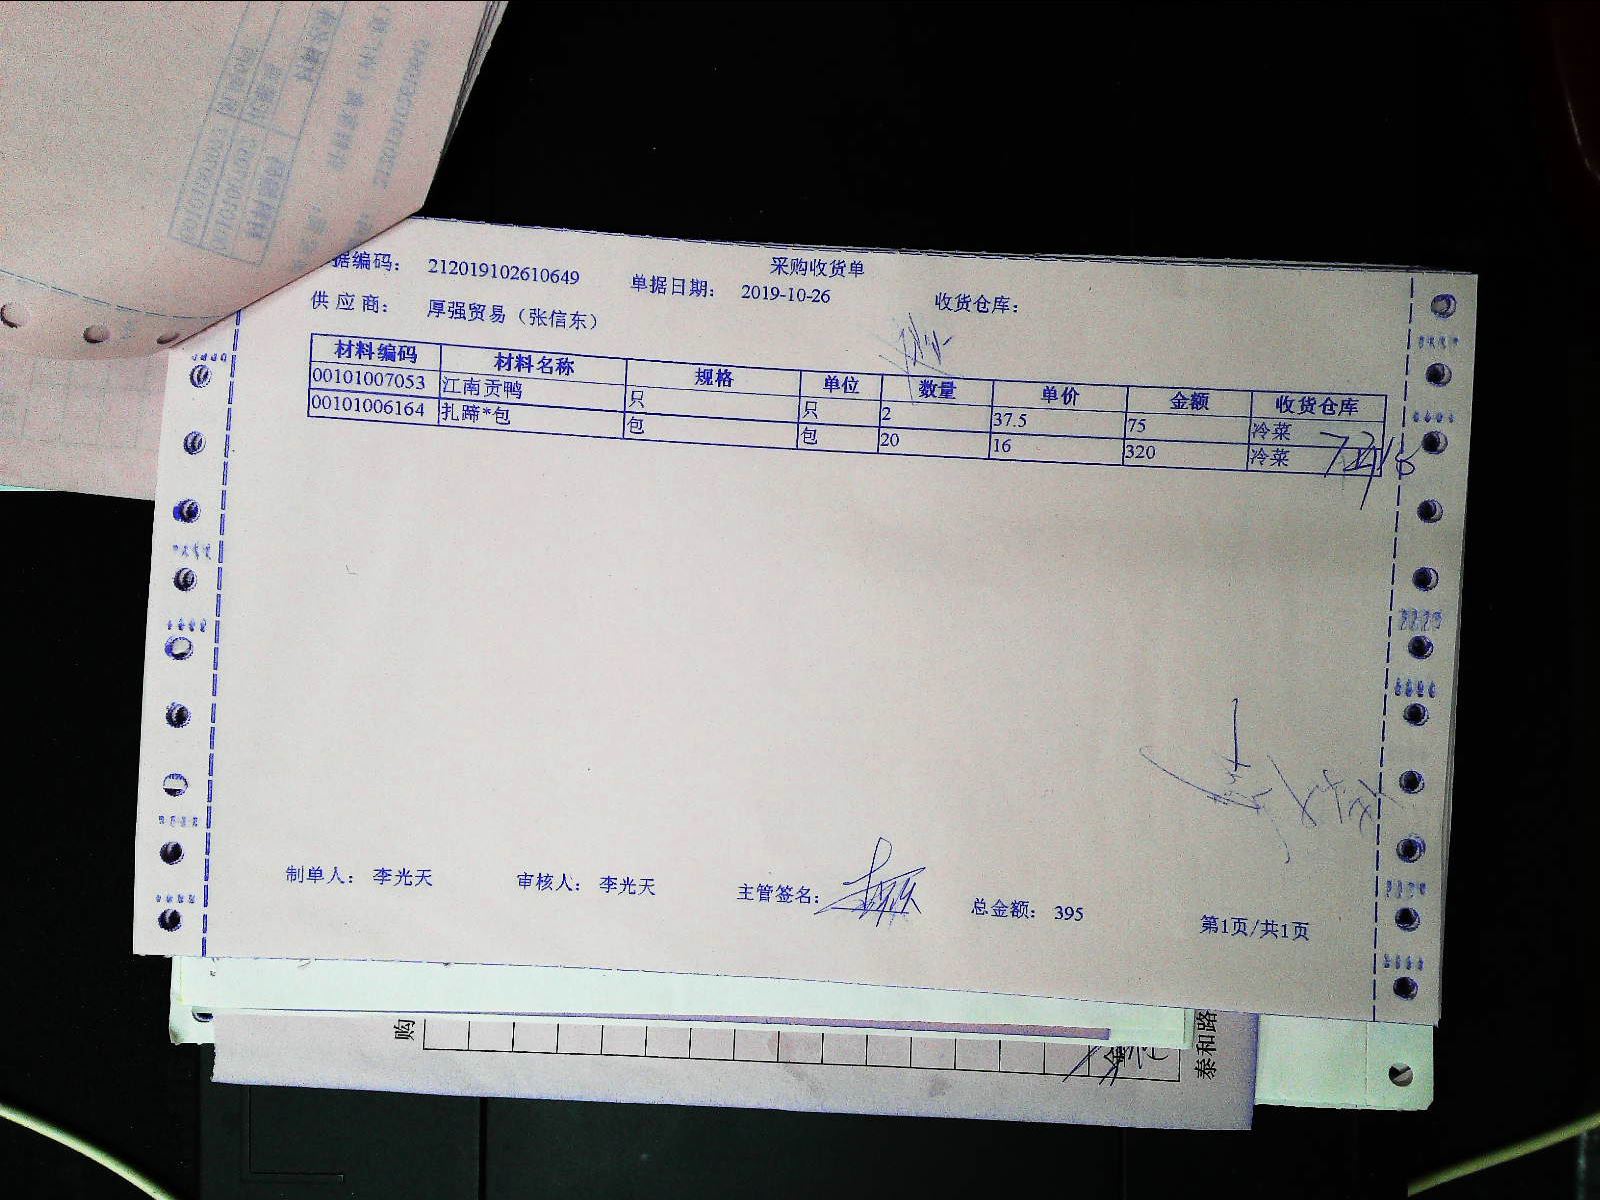 采购收货单
据编码： 212019102610649 单据日期： 2019-10-26 收货仓库：
供应商： 厚强贸易（张信东）
材料编码 材料名称 规格 单位 数量 单价 金额 收货仓库
00101007053 江南贡鸭 只 只 2 37.5 75 冷菜
00101006164 扎蹄*包 包 包 20 16 320 冷菜
制单人： 李光天 审核人： 李光天 主管签名： 总金额： 395
第1页/共1页
购
金
泰和路